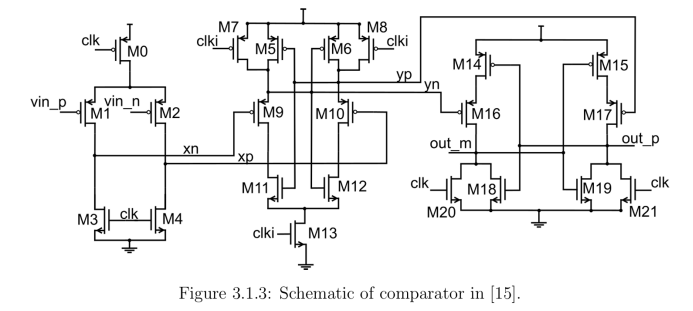 M7
M8
clk
M0
clki
M5
M6
clki
M14
M15
yp
yn
vin_p
M1
vin_n
M2
M9
M10
M16
M17
xn
xp
out_m
out_p
M11
M12
clk
M18
M19
clk
M3
clk
M4
M20
M21
clki
M13
Figure 3.1.3: Schematic of comparator in [15].